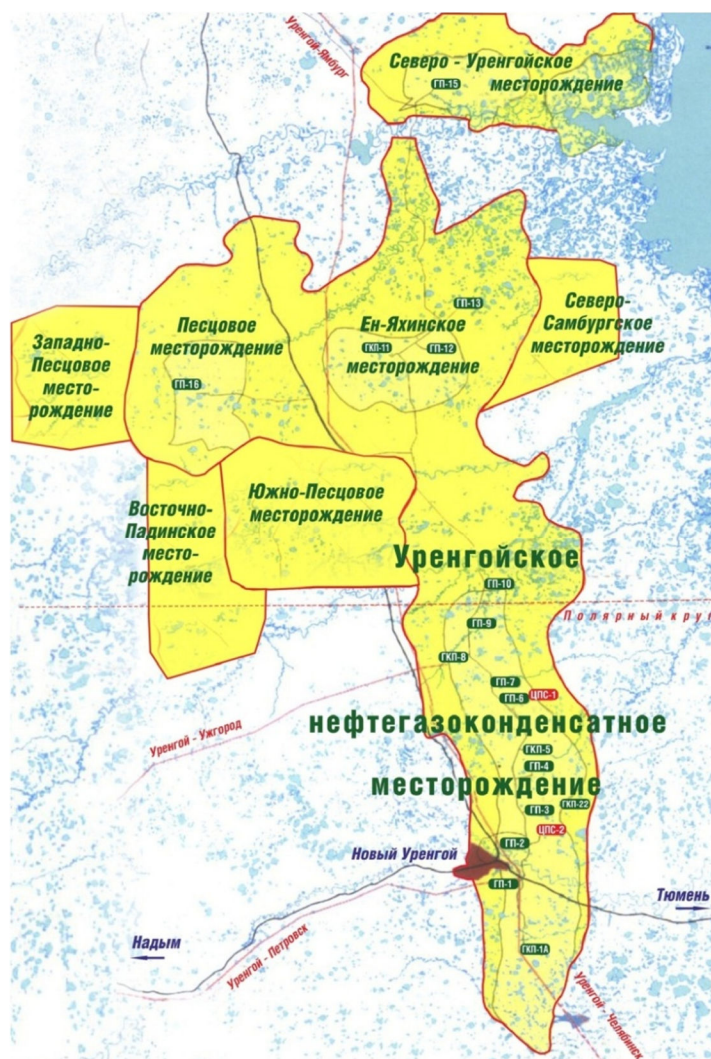 Уренгой-Ямбург
Северо - Уренгойское
месторождение
ГП-15
ГП-13
Северо-
Самбургское
месторождение
Песцовое
месторождение
Ен-Яхинское
ГКП-11
ГП-12
месторождение
Западно-
Песцовое
место-
рождение
ГП-16
Южно-Песцовое
месторождение
Восточно-
Падинское
место-
рождение
Уренгойское
ГП-10
Полярный круг
ГП-9
ГКП-8
ГП-7
ГП-6
ЦПС-1
Уренгой - Ужгород
нефтегазоконденсатное
ГКП-5
ГП-4
месторождение
ГКП-22
ГП-3
ЦПС-2
ГП-2
Новый Уренгой
ГП-1
Тюмень
Надым
ГКП-1А
Уренгой - Петровск
Уренгой - Челябинск